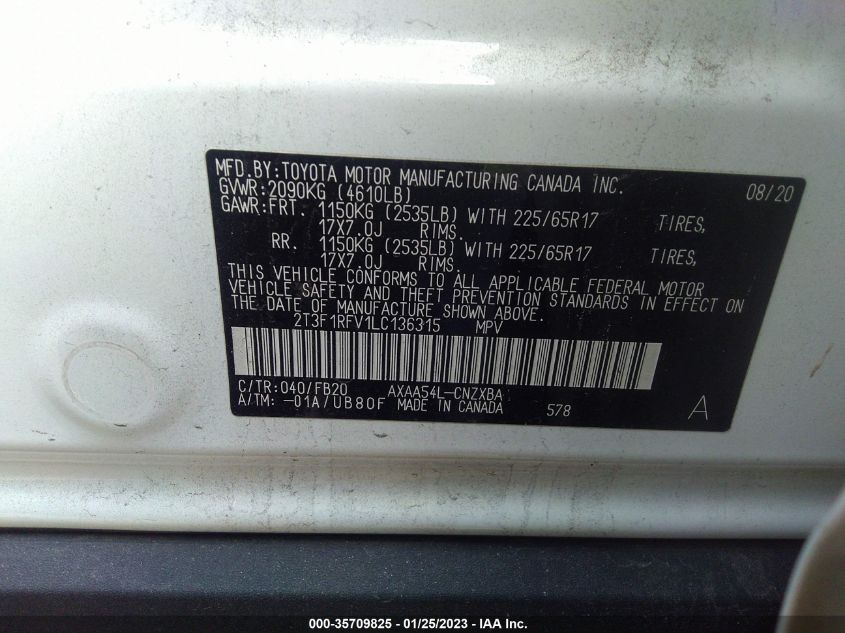 MFD.BY:TOYOTA MOTOR MANUFACTURING CANADA INC. 08/20
GVWR:2090KG (4610LB)
GAWR:FRT. 1150KG (2535LB) WITH 225/65R17 TIRES,
17X7.0J RIMS.
RR. 1150KG (2535LB) WITH 225/65R17 TIRES,
17X7.0J RIMS.
THIS VEHICLE CONFORMS TO ALL APPLICABLE FEDERAL MOTOR
VEHICLE SAFETY AND THEFT PREVENTION STANDARDS IN EFFECT ON
THE DATE OF MANUFACTURE SHOWN ABOVE.
2T3F1RFV1LC136315 MPV
C/TR:040/FB20 AXAA54L-CNZXBA
A/TM: -01A/UB80F MADE IN CANADA 578 A
000-35709825 - 01/25/2023 - IAA Inc.